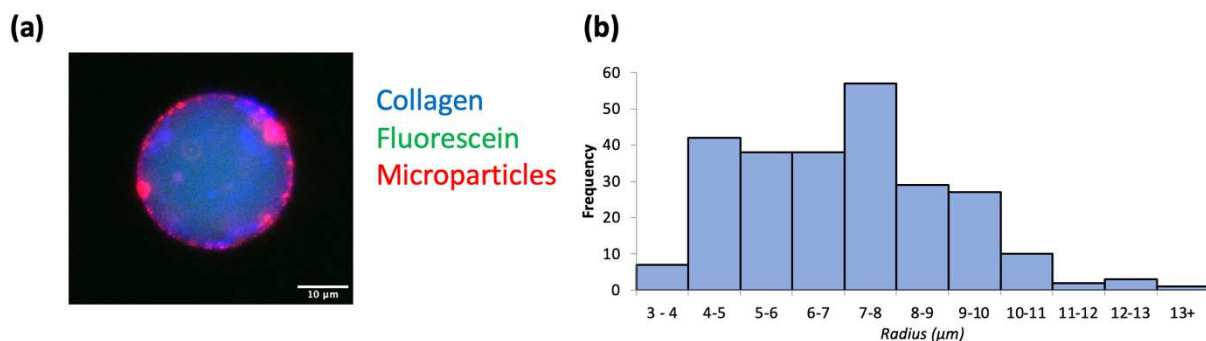 (a)
Collagen
Fluorescein
Microparticles
10 µm
(b)
Frequency
60
50
40
30
20
10
0
3 - 4 4-5 5-6 6-7 7-8 8-9 9-10 10-11 11-12 12-13 13+
Radius (µm)